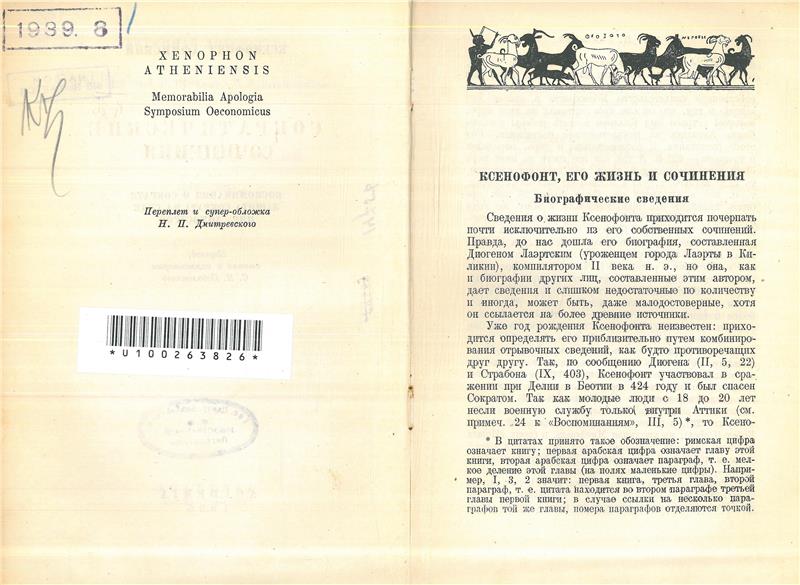 1939. 8
XENOPHON
ATHENIENSIS
Memorabilia Apologia
Symposium Oeconomicus
Переплет и супер-обложка
Н. П. Дмитревского
*U100263826*
КСЕНОФОНТ, ЕГО ЖИЗНЬ И СОЧИНЕНИЯ
Биографические сведения
Сведения о жизни Ксенофонта приходится почерпать
почти исключительно из его собственных сочинений.
Правда, до нас дошла его биография, составленная
Диогеном Лаэртским (уроженцем города Лаэрты в Ки-
ликии), компилятором II века н. э., но она, как
и биографии других лиц, составленные этим автором,
дает сведения и слишком недостаточные по количеству
и иногда, может быть, даже малодостоверные, хотя
он ссылается на более древние источники.
Уже год рождения Ксенофонта неизвестен: прихо-
дится определять его приблизительно путем комбиниро-
вания отрывочных сведений, как будто противоречащих
друг другу. Так, по сообщению Диогена (II, 5, 22)
и Страбона (IX, 403), Ксенофонт участвовал в сра-
жении при Делии в Беотии в 424 году и был спасен
Сократом. Так как молодые люди с 18 до 20 лет
несли военную службу только внутри Аттики (см.
примеч. 24 к «Воспоминаниям», III, 5)*, то Ксено-
* В цитатах принято такое обозначение: римская цифра
означает книгу; первая арабская цифра означает главу этой
книги, вторая арабская цифра означает параграф, т. е. мел-
кое деление этой главы (на полях маленькие цифры). Напри-
мер, I, 3, 2 значит: первая книга, третья глава, второй
параграф, т. е. цитата находится во втором параграфе третьей
главы первой книги; в случае ссылки на несколько пара-
графов той же главы, номера параграфов отделяются точкой.